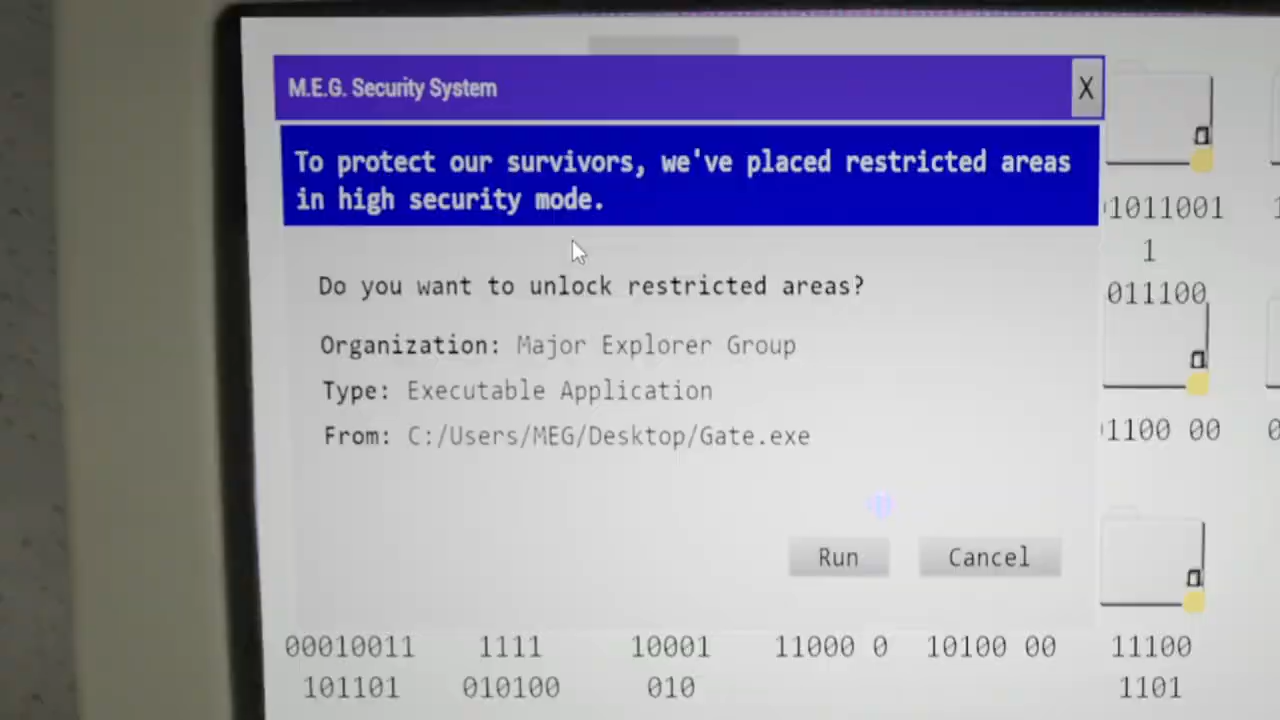 M.E.G. Security System
X
To protect our survivors, we've placed restricted areas
in high security mode.
Do you want to unlock restricted areas?
Organization: Major Explorer Group
Type: Executable Application
From: C:/Users/MEG/Desktop/Gate.exe
Run
Cancel
1011001
1
011100
1100 00
00010011
101101
1111
010100
10001
010
11000 0
10100 00
11100
1101